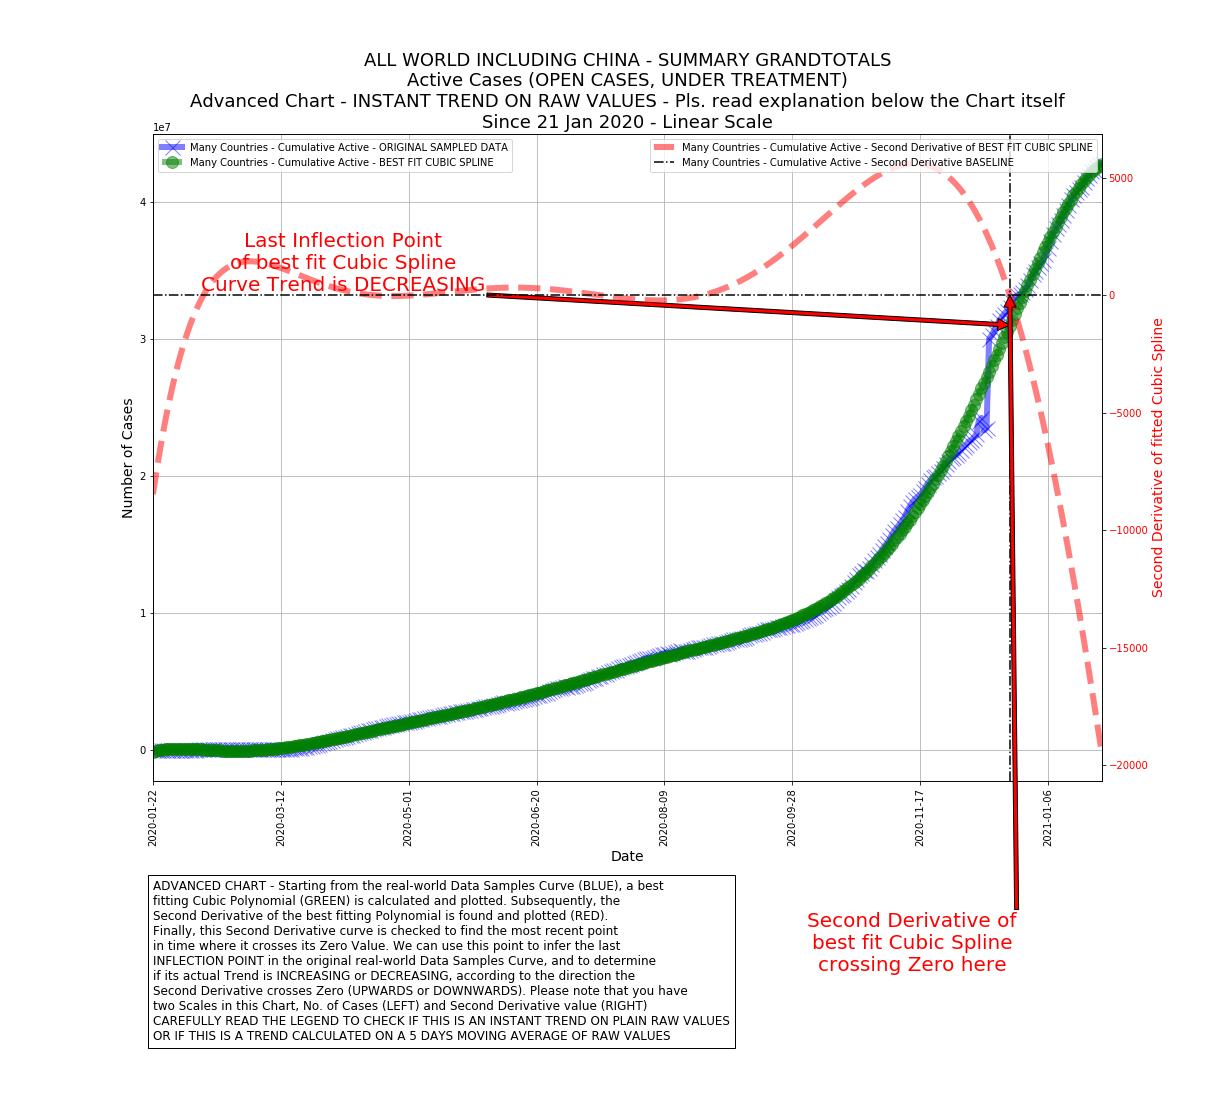 ALL WORLD INCLUDING CHINA - SUMMARY GRANDTOTALS
Active Cases (OPEN CASES, UNDER TREATMENT)
Advanced Chart - INSTANT TREND ON RAW VALUES - Pls. read explanation below the Chart itself
Since 21 Jan 2020 - Linear Scale
1e7
Many Countries - Cumulative Active - ORIGINAL SAMPLED DATA
Many Countries - Cumulative Active - BEST FIT CUBIC SPLINE
Many Countries - Cumulative Active - Second Derivative of BEST FIT CUBIC SPLINE
Many Countries - Cumulative Active - Second Derivative BASELINE
Last Inflection Point
of best fit Cubic Spline
Curve Trend is DECREASING
4
3
2
1
0
Number of Cases
5000
0
−5000
−10000
−15000
−20000
Second Derivative of fitted Cubic Spline
2020-01-22
2020-03-12
2020-05-01
2020-06-20
2020-08-09
2020-09-28
2020-11-17
2021-01-06
Date
ADVANCED CHART - Starting from the real-world Data Samples Curve (BLUE), a best
fitting Cubic Polynomial (GREEN) is calculated and plotted. Subsequently, the
Second Derivative of the best fitting Polynomial is found and plotted (RED).
Finally, this Second Derivative curve is checked to find the most recent point
in time where it crosses its Zero Value. We can use this point to infer the last
INFLECTION POINT in the original real-world Data Samples Curve, and to determine
if its actual Trend is INCREASING or DECREASING, according to the direction the
Second Derivative crosses Zero (UPWARDS or DOWNWARDS). Please note that you have
two Scales in this Chart, No. of Cases (LEFT) and Second Derivative value (RIGHT)
CAREFULLY READ THE LEGEND TO CHECK IF THIS IS AN INSTANT TREND ON PLAIN RAW VALUES
OR IF THIS IS A TREND CALCULATED ON A 5 DAYS MOVING AVERAGE OF RAW VALUES
Second Derivative of
best fit Cubic Spline
crossing Zero here